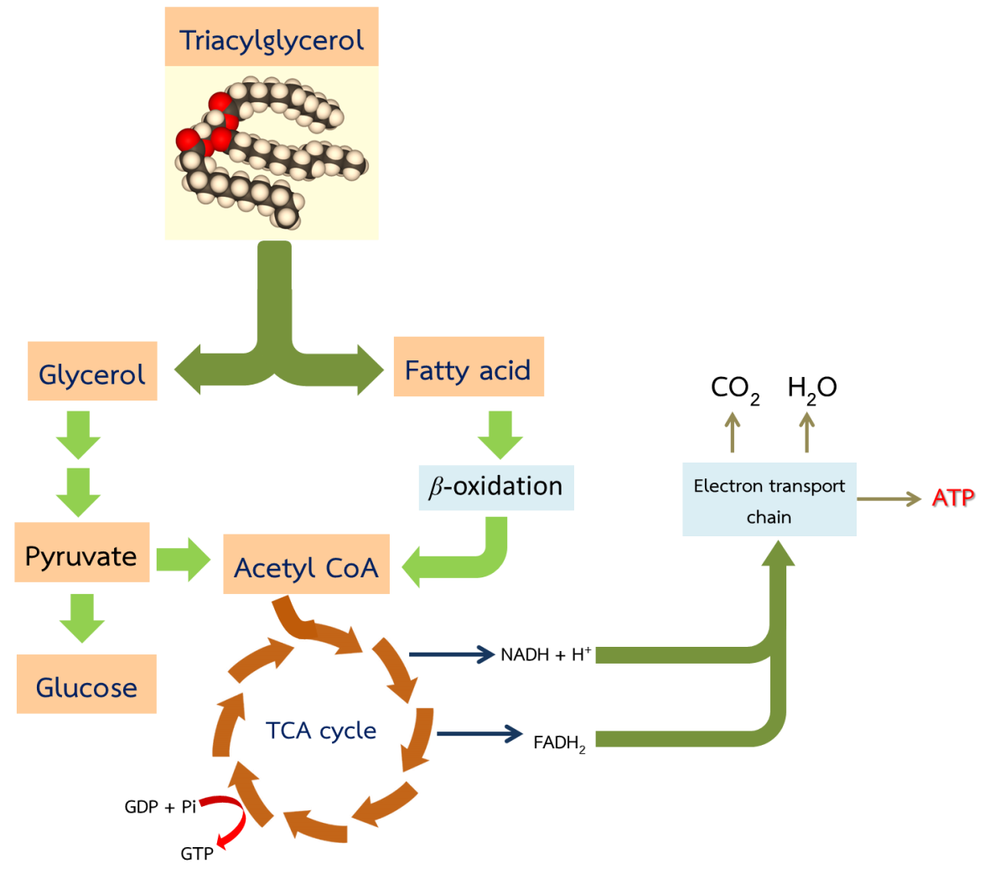 Triacylglycerol
Glycerol
Fatty acid
CO₂ H₂O
β-oxidation
Electron transport
chain
ATP
Pyruvate
Acetyl CoA
NADH + H⁺
Glucose
TCA cycle
FADH₂
GDP + Pi
GTP